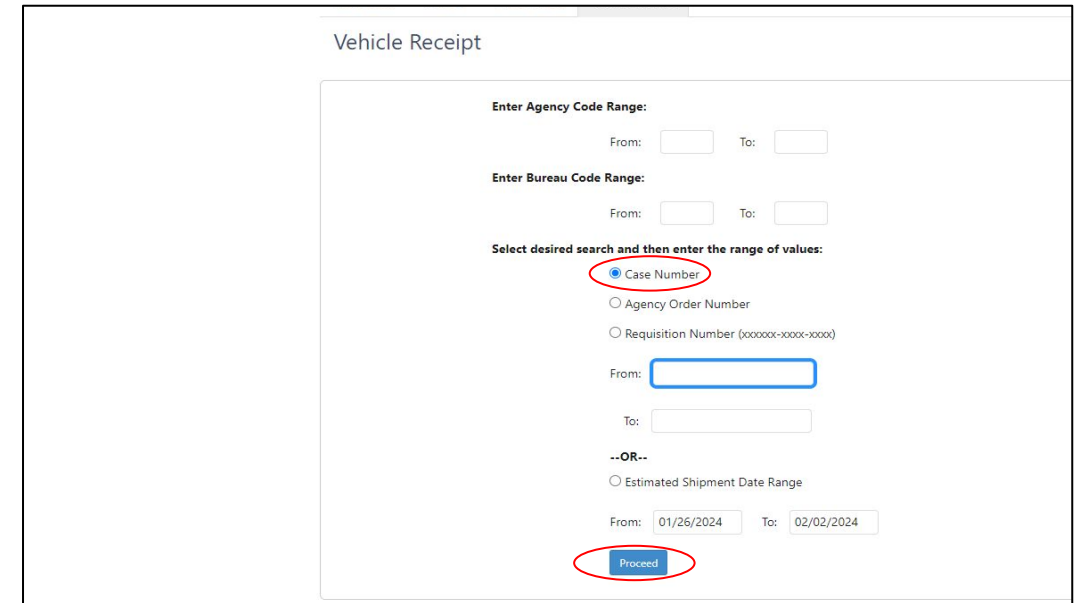 Vehicle Receipt
Enter Agency Code Range:
From: To:
Enter Bureau Code Range:
From: To:
Select desired search and then enter the range of values:
Case Number
Agency Order Number
Requisition Number (xxxxxx-xxxx-xxxx)
From:
To:
--OR--
Estimated Shipment Date Range
From: 01/26/2024 To: 02/02/2024
Proceed